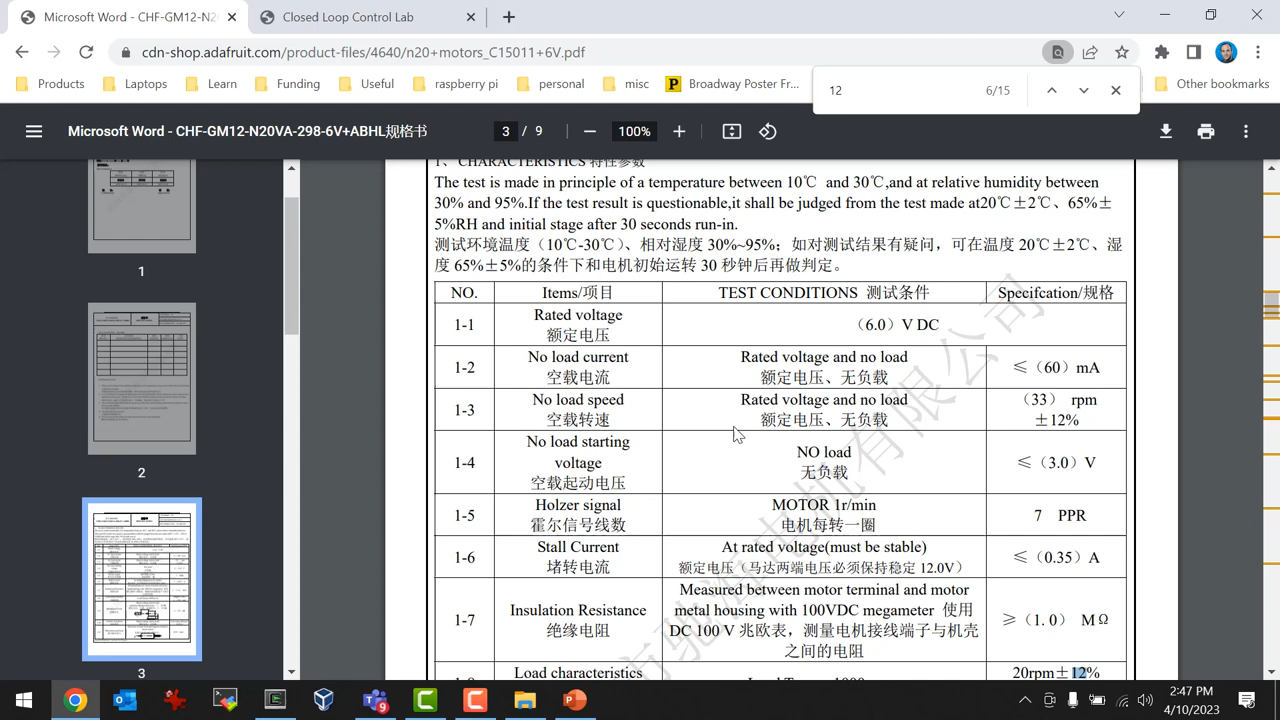 Microsoft Word - CHF-GM12-N20
Closed Loop Control Lab
cdn-shop.adafruit.com/product-files/4640/n20+motors_C15011+6V.pdf
Products
Laptops
Learn
Funding
Useful
raspberry pi
personal
misc
Broadway Poster Fr...
Other bookmarks
12
6/15
Microsoft Word - CHF-GM12-N20VA-298-6V+ABHL规格书
3 / 9
100%
1
2
3
1、CHARACTERISTICS 特性参数
The test is made in principle of a temperature between 10℃ and 30℃,and at relative humidity between
30% and 95%.If the test result is questionable,it shall be judged from the test made at20℃±2℃、65%±
5%RH and initial stage after 30 seconds run-in.
测试环境温度（10℃-30℃）、相对湿度 30%~95%；如对测试结果有疑问，可在温度 20℃±2℃、湿
度 65%±5%的条件下和电机初始运转 30 秒钟后再做判定。
NO. Items/项目 TEST CONDITIONS 测试条件 Specifcation/规格
1-1 Rated voltage （6.0）V DC
额定电压
1-2 No load current Rated voltage and no load ≤（60）mA
空载电流 额定电压、无负载
1-3 No load speed Rated voltage and no load （33） rpm
空载转速 额定电压、无负载 ±12%
1-4 No load starting NO load ≤（3.0）V
voltage 无负载
空载起动电压
1-5 Holzer signal MOTOR 1r/min 7 PPR
霍尔信号线数 电机每转一圈
1-6 Stall Current At rated voltage(must be stable) ≤（0.35）A
堵转电流 额定电压（马达两端电压必须保持稳定 12.0V）
1-7 Insulation Resistance Measured between motor terminal and motor ≥（1. 0） MΩ
绝缘电阻 metal housing with 100VDC megameter 使用
DC 100 V 兆欧表，测量电机接线端子与机壳
之间的电阻
Load characteristics 20rpm±12%
2:47 PM
4/10/2023